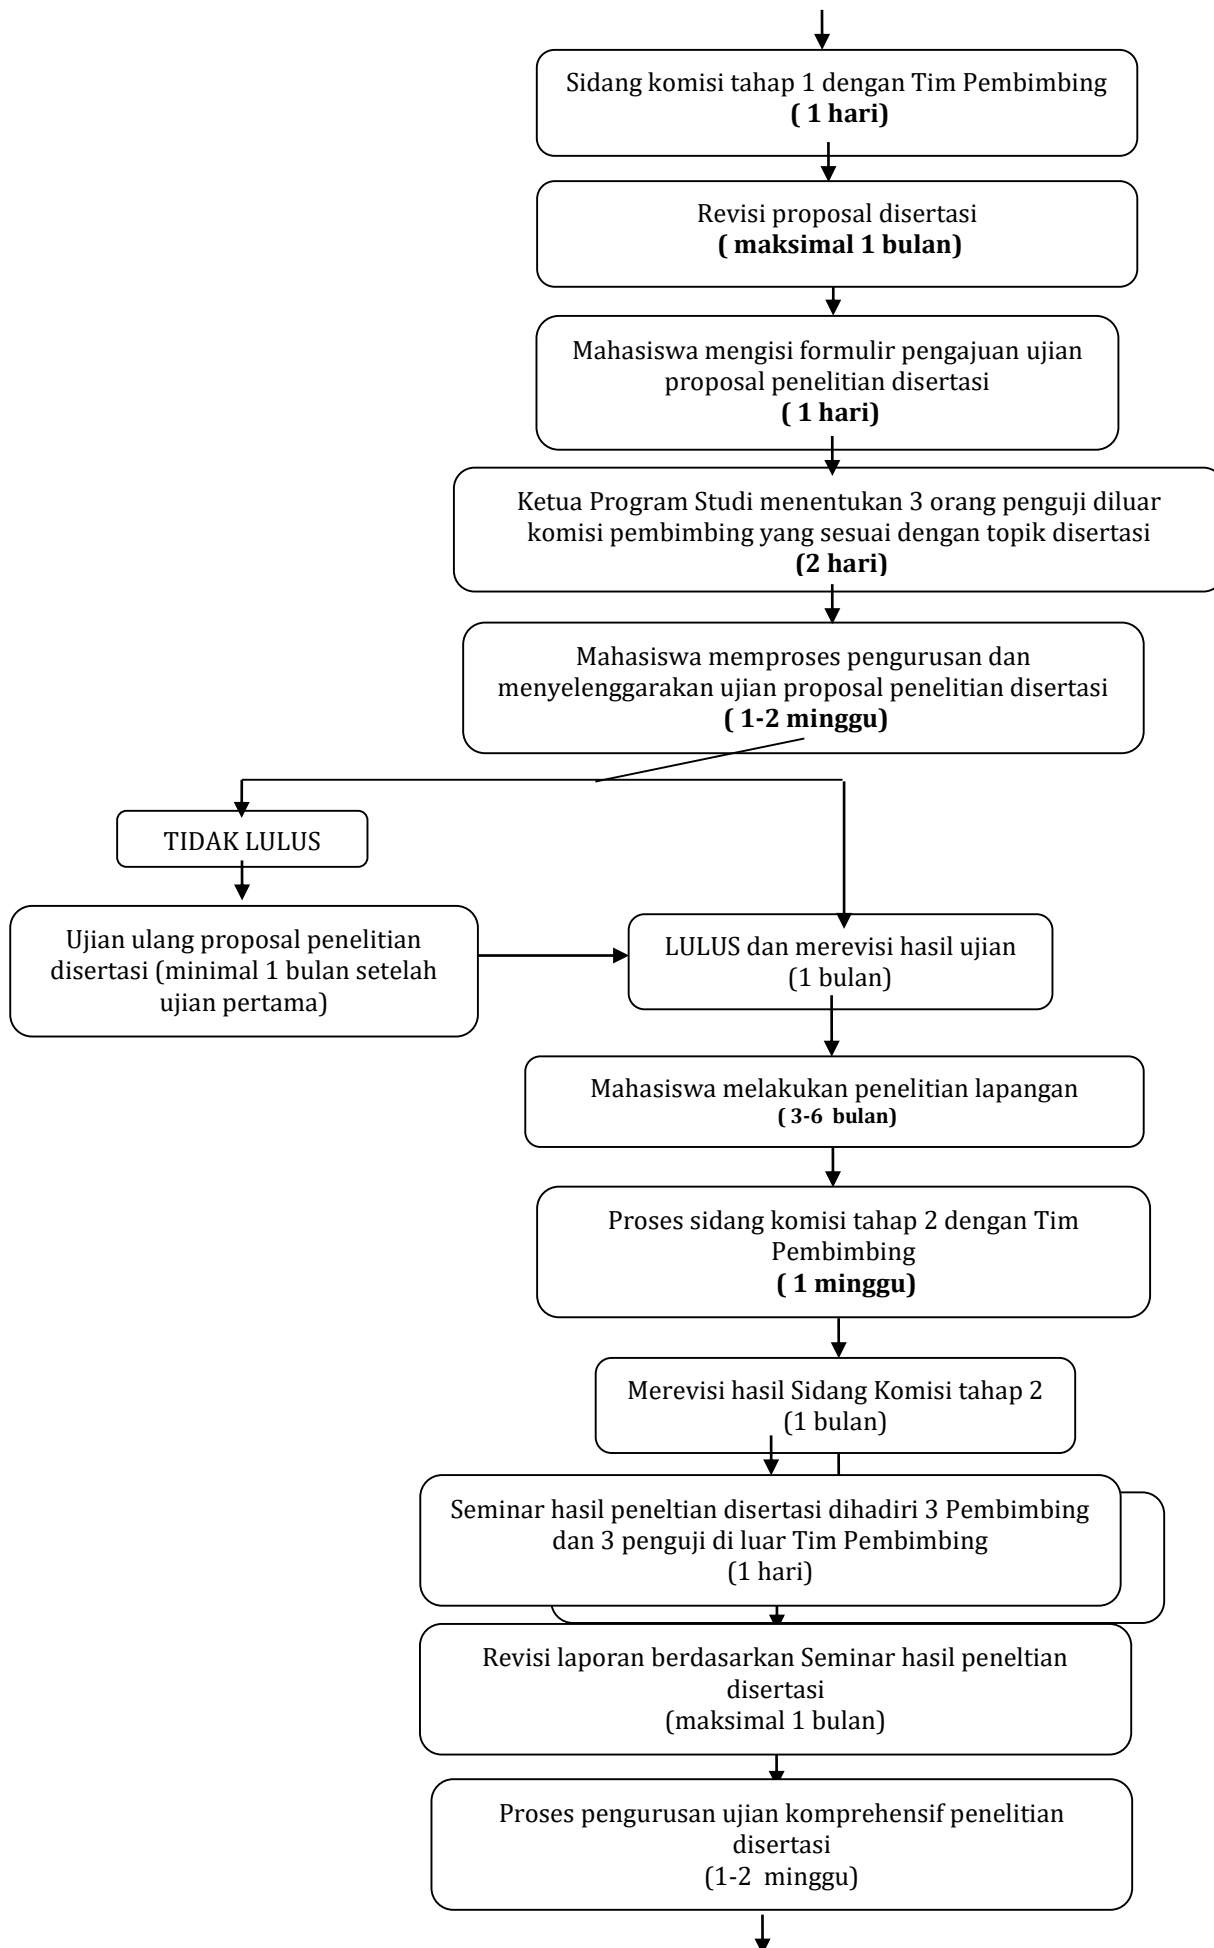 Sidang komisi tahap 1 dengan Tim Pembimbing
( 1 hari)
Revisi proposal disertasi
( maksimal 1 bulan)
Mahasiswa mengisi formulir pengajuan ujian
proposal penelitian disertasi
( 1 hari)
Ketua Program Studi menentukan 3 orang penguji diluar
komisi pembimbing yang sesuai dengan topik disertasi
(2 hari)
Mahasiswa memproses pengurusan dan
menyelenggarakan ujian proposal penelitian disertasi
( 1-2 minggu)
TIDAK LULUS
Ujian ulang proposal penelitian
disertasi (minimal 1 bulan setelah
ujian pertama)
LULUS dan merevisi hasil ujian
(1 bulan)
Mahasiswa melakukan penelitian lapangan
( 3-6 bulan)
Proses sidang komisi tahap 2 dengan Tim
Pembimbing
( 1 minggu)
Merevisi hasil Sidang Komisi tahap 2
(1 bulan)
Seminar hasil peneltian disertasi dihadiri 3 Pembimbing
dan 3 penguji di luar Tim Pembimbing
(1 hari)
Revisi laporan berdasarkan Seminar hasil peneltian
disertasi
(maksimal 1 bulan)
Proses pengurusan ujian komprehensif penelitian
disertasi
(1-2 minggu)